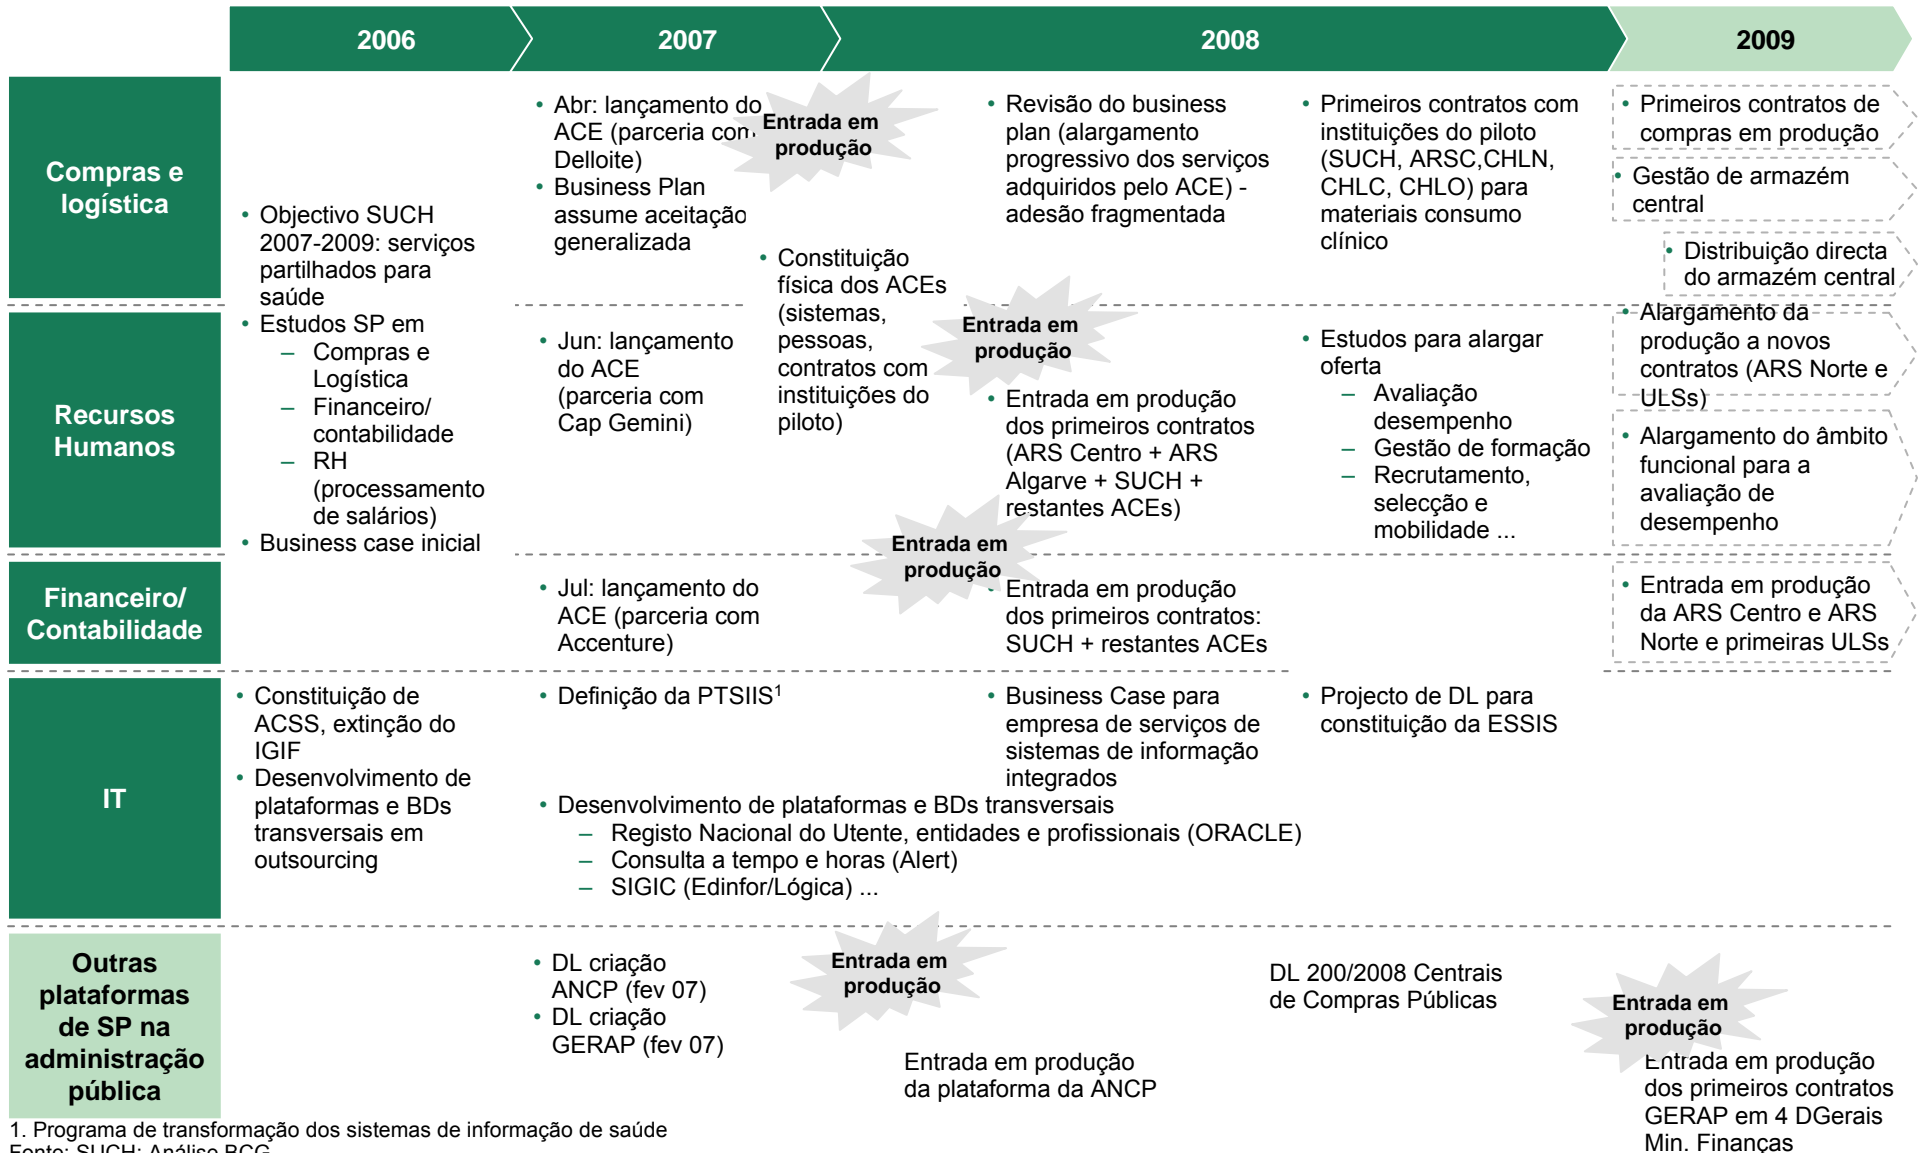 2006
2007
2008
2009
Compras e
logística
• Abr: lançamento do
ACE (parceria com
Delloite)
• Business Plan
assume aceitação
generalizada
Entrada em
produção
• Revisão do business
plan (alargamento
progressivo dos serviços
adquiridos pelo ACE) -
adesão fragmentada
• Primeiros contratos com
instituições do piloto
(SUCH, ARSC,CHLN,
CHLC, CHLO) para
materiais consumo
clínico
• Primeiros contratos de
compras em produção
• Gestão de armazém
central
• Distribuição directa
do armazém central
• Objectivo SUCH
2007-2009: serviços
partilhados para
saúde
• Estudos SP em
– Compras e
Logística
– Financeiro/
contabilidade
– RH
(processamento
de salários)
• Business case inicial
• Constituição
física dos ACEs
(sistemas,
pessoas,
contratos com
instituições do
piloto)
Recursos
Humanos
• Jun: lançamento
do ACE
(parceria com
Cap Gemini)
Entrada em
produção
• Entrada em produção
dos primeiros contratos
(ARS Centro + ARS
Algarve + SUCH +
restantes ACEs)
• Estudos para alargar
oferta
– Avaliação
desempenho
– Gestão de formação
– Recrutamento,
selecção e
mobilidade ...
• Alargamento da
produção a novos
contratos (ARS Norte e
ULSs)
• Alargamento do âmbito
funcional para a
avaliação de
desempenho
Financeiro/
Contabilidade
• Jul: lançamento do
ACE (parceria com
Accenture)
Entrada em
produção
• Entrada em produção
dos primeiros contratos:
SUCH + restantes ACEs
• Entrada em produção
da ARS Centro e ARS
Norte e primeiras ULSs
IT
• Constituição de
ACSS, extinção do
IGIF
• Desenvolvimento de
plataformas e BDs
transversais em
outsourcing
• Definição da PTSIIS1
• Business Case para
empresa de serviços de
sistemas de informação
integrados
• Projecto de DL para
constituição da ESSIS
• Desenvolvimento de plataformas e BDs transversais
– Registo Nacional do Utente, entidades e profissionais (ORACLE)
– Consulta a tempo e horas (Alert)
– SIGIC (Edinfor/Lógica) ...
Outras
plataformas
de SP na
administração
pública
• DL criação
ANCP (fev 07)
• DL criação
GERAP (fev 07)
Entrada em
produção
Entrada em produção
da plataforma da ANCP
DL 200/2008 Centrais
de Compras Públicas
Entrada em
produção
Entrada em produção
dos primeiros contratos
GERAP em 4 DGerais
Min. Finanças
1. Programa de transformação dos sistemas de informação de saúde
Fonte: SUCH; Análise BCG